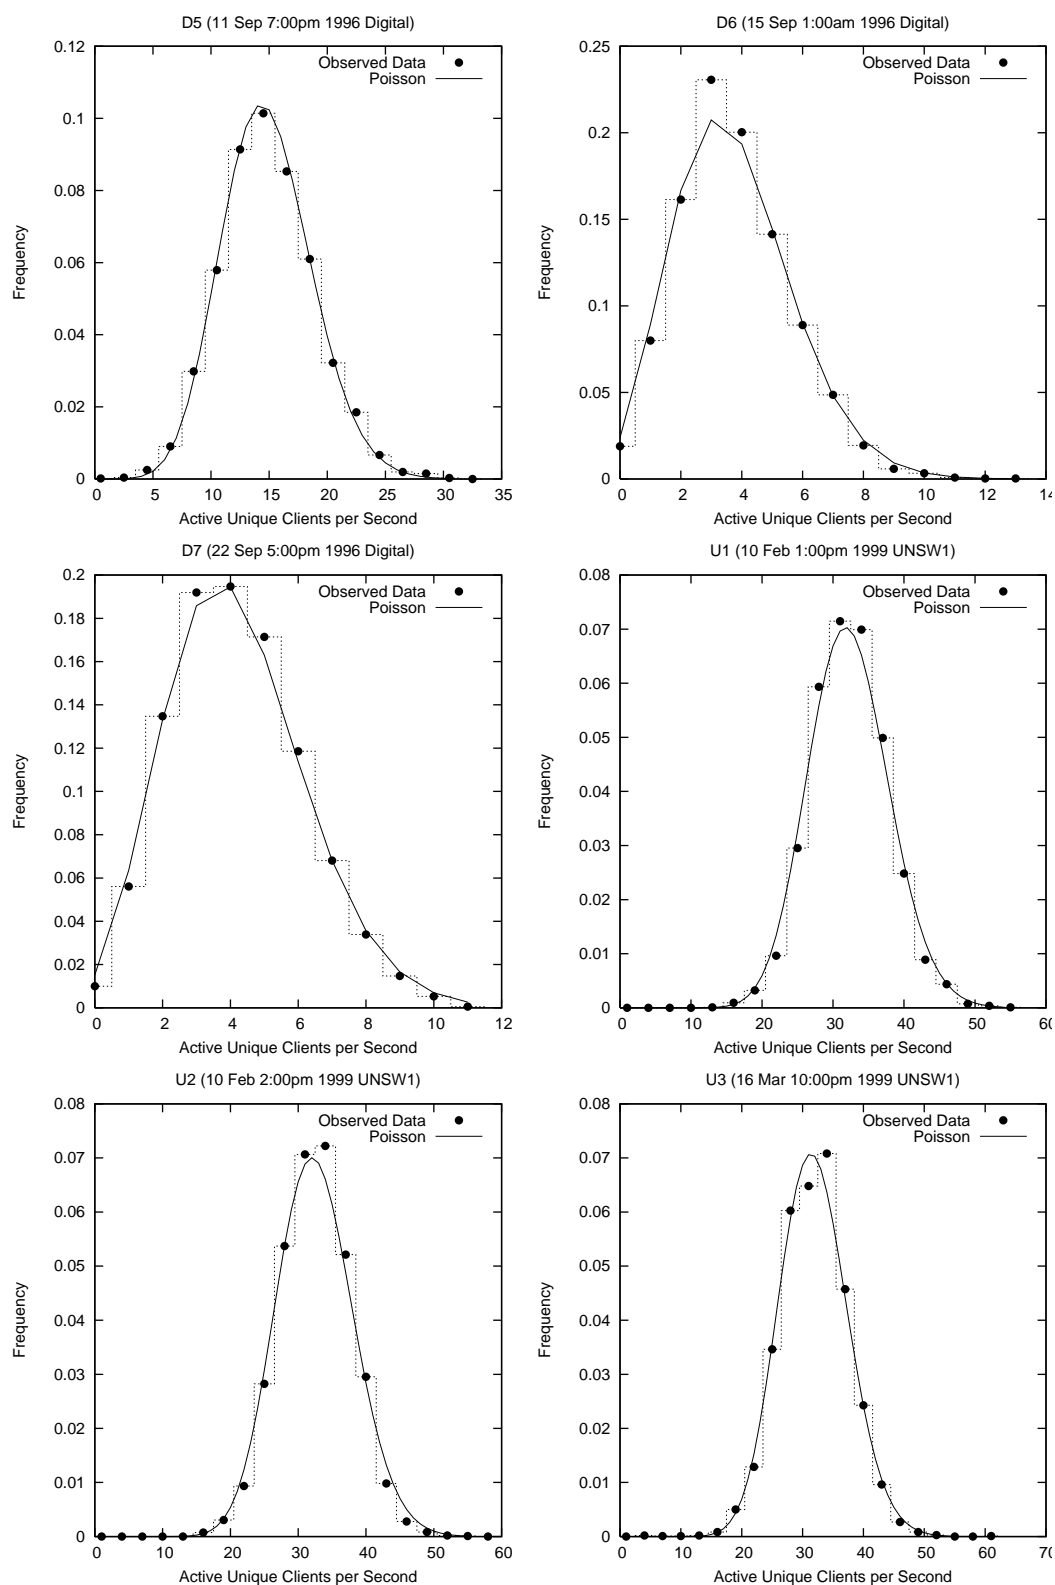 D5 (11 Sep 7:00pm 1996 Digital)
0.12
0.1
0.08
0.06
0.04
0.02
0
Frequency
Observed Data
Poisson
0 5 10 15 20 25 30 35
Active Unique Clients per Second
D6 (15 Sep 1:00am 1996 Digital)
0.25
0.2
0.15
0.1
0.05
0
Frequency
Observed Data
Poisson
0 2 4 6 8 10 12 14
Active Unique Clients per Second
D7 (22 Sep 5:00pm 1996 Digital)
0.2
0.18
0.16
0.14
0.12
0.1
0.08
0.06
0.04
0.02
0
Frequency
Observed Data
Poisson
0 2 4 6 8 10 12
Active Unique Clients per Second
U1 (10 Feb 1:00pm 1999 UNSW1)
0.08
0.07
0.06
0.05
0.04
0.03
0.02
0.01
0
Frequency
Observed Data
Poisson
0 10 20 30 40 50 60
Active Unique Clients per Second
U2 (10 Feb 2:00pm 1999 UNSW1)
0.08
0.07
0.06
0.05
0.04
0.03
0.02
0.01
0
Frequency
Observed Data
Poisson
0 10 20 30 40 50 60
Active Unique Clients per Second
U3 (16 Mar 10:00pm 1999 UNSW1)
0.08
0.07
0.06
0.05
0.04
0.03
0.02
0.01
0
Frequency
Observed Data
Poisson
0 10 20 30 40 50 60 70
Active Unique Clients per Second